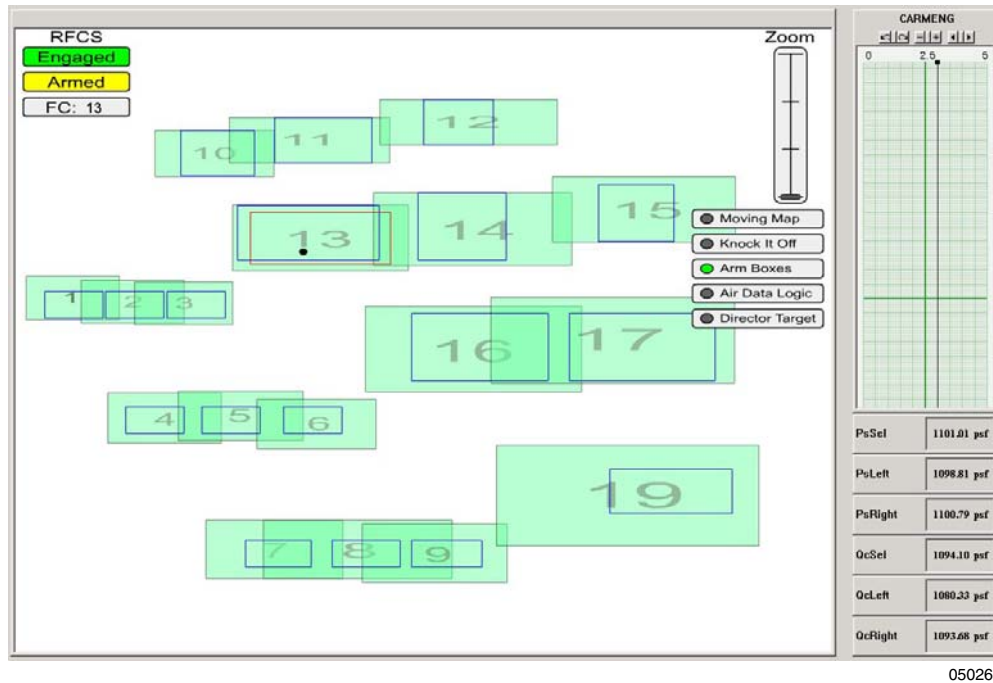 RFCS
Engaged
Armed
FC: 13
Zoom
10
11
12
13
14
15
1
2
3
16
17
4
5
6
19
7
8
9
Moving Map
Knock It Off
Arm Boxes
Air Data Logic
Director Target
CARMENG
0 2.5 5
PsSel 1101.01 psf
PsLeft 1098.81 psf
PsRight 1100.79 psf
QcSel 1094.10 psf
QcLeft 1080.33 psf
QcRight 1093.68 psf
05026